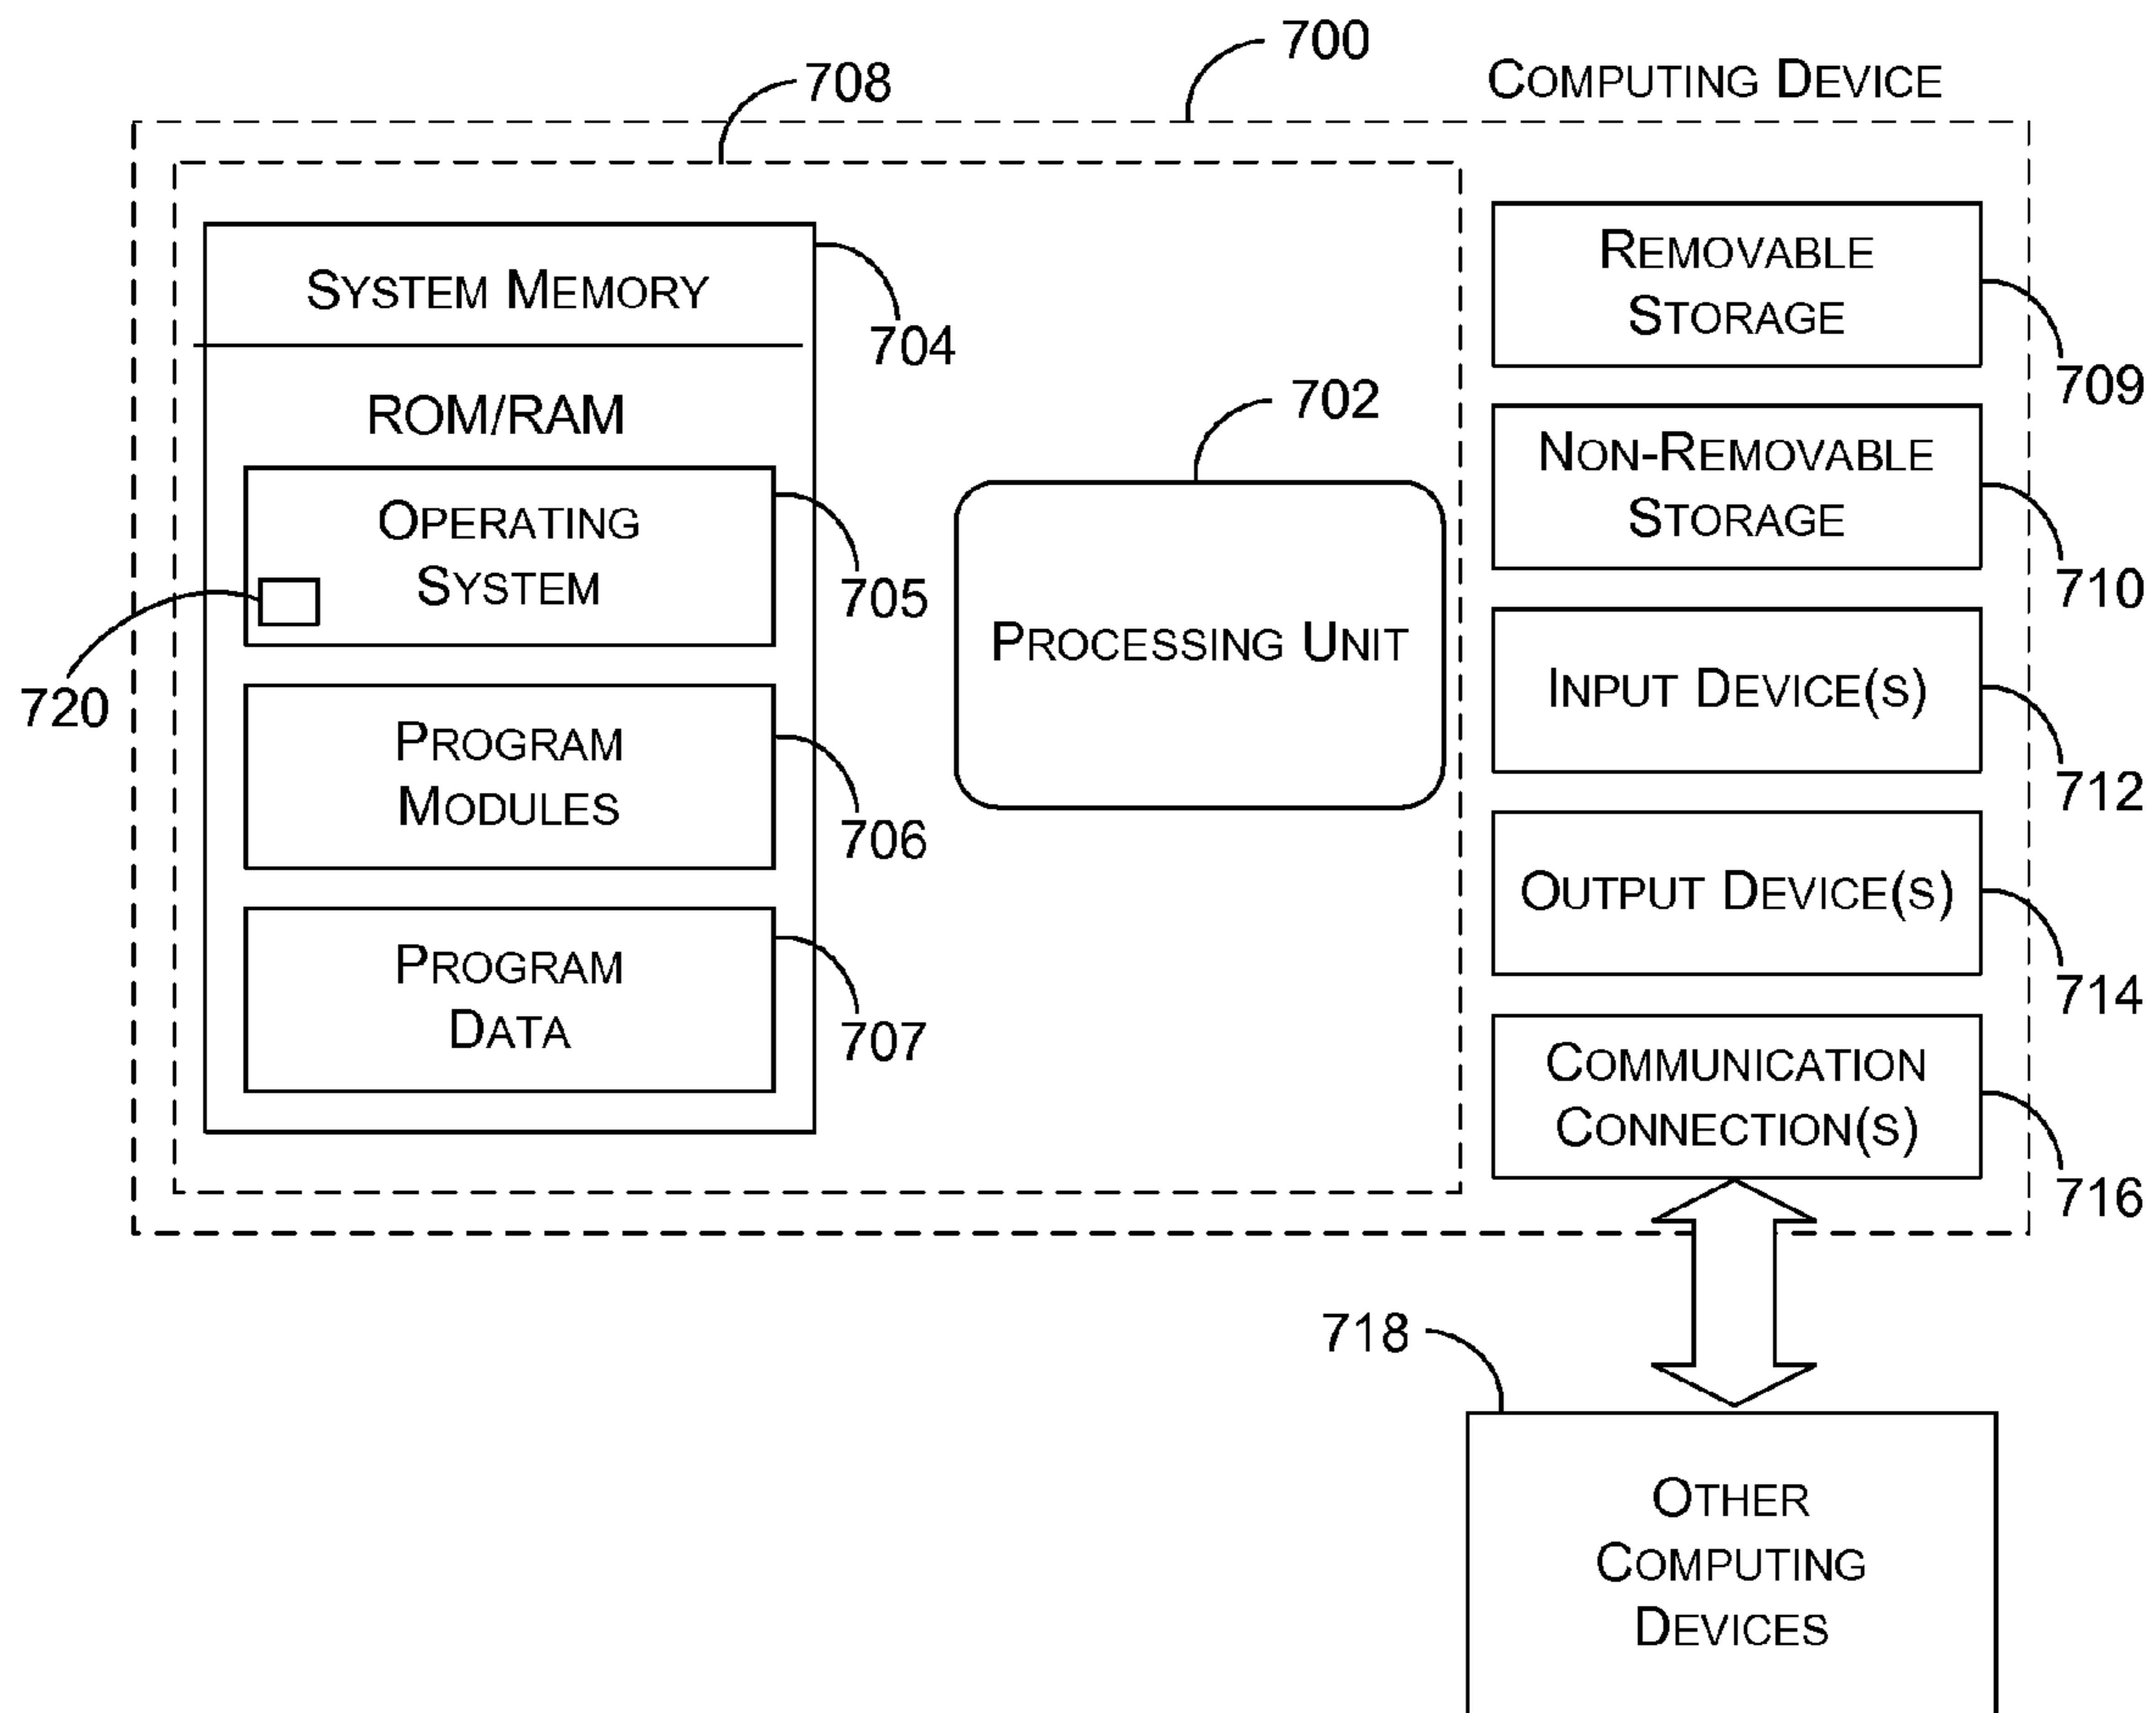 700
COMPUTING DEVICE
708
SYSTEM MEMORY
704
ROM/RAM
OPERATING
SYSTEM
705
720
PROGRAM
MODULES
706
PROGRAM
DATA
707
702
PROCESSING UNIT
REMOVABLE
STORAGE
709
NON-REMOVABLE
STORAGE
710
INPUT DEVICE(S)
712
OUTPUT DEVICE(S)
714
COMMUNICATION
CONNECTION(S)
716
718
OTHER
COMPUTING
DEVICES